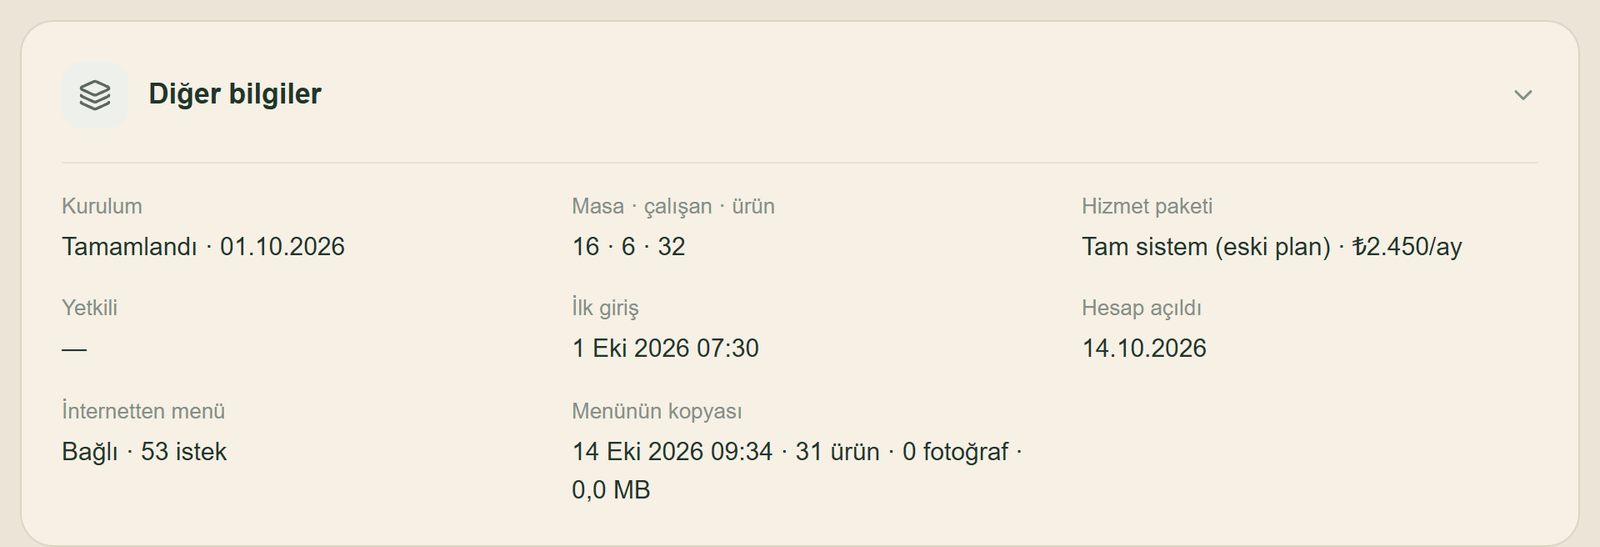 Diğer bilgiler
Kurulum
Tamamlandı · 01.10.2026
Masa · çalışan · ürün
16 · 6 · 32
Hizmet paketi
Tam sistem (eski plan) · ₺2.450/ay
Yetkili
—
İlk giriş
1 Eki 2026 07:30
Hesap açıldı
14.10.2026
İnternetten menü
Bağlı · 53 istek
Menünün kopyası
14 Eki 2026 09:34 · 31 ürün · 0 fotoğraf ·
0,0 MB